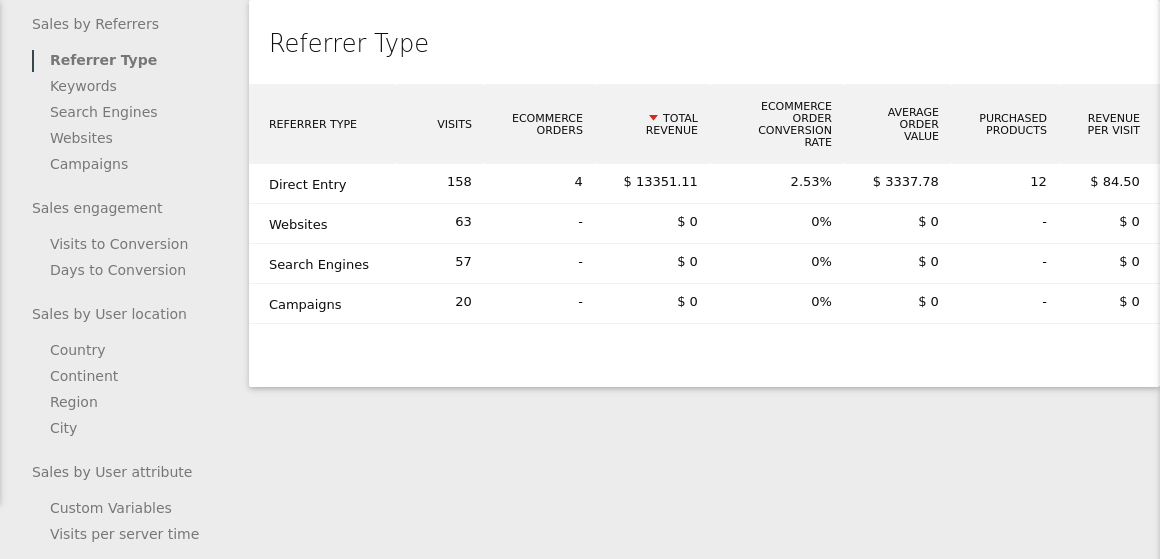 Sales by Referrers
Referrer Type
Keywords
Search Engines
Websites
Campaigns
Sales engagement
Visits to Conversion
Days to Conversion
Sales by User location
Country
Continent
Region
City
Sales by User attribute
Custom Variables
Visits per server time
Referrer Type
REFERRER TYPE VISITS ECOMMERCE ORDERS TOTAL REVENUE ECOMMERCE ORDER CONVERSION RATE AVERAGE ORDER VALUE PURCHASED PRODUCTS REVENUE PER VISIT
Direct Entry 158 4 $ 13351.11 2.53% $ 3337.78 12 $ 84.50
Websites 63 - $ 0 0% $ 0 - $ 0
Search Engines 57 - $ 0 0% $ 0 - $ 0
Campaigns 20 - $ 0 0% $ 0 - $ 0